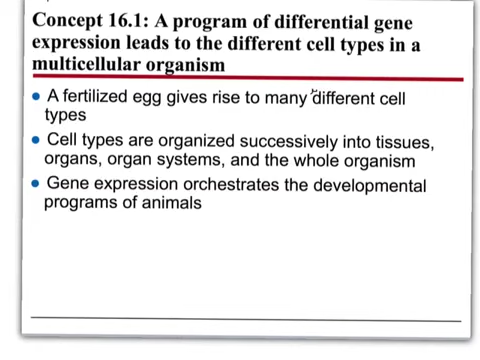 Concept 16.1: A program of differential gene
expression leads to the different cell types in a
multicellular organism
• A fertilized egg gives rise to many different cell
types
• Cell types are organized successively into tissues,
organs, organ systems, and the whole organism
• Gene expression orchestrates the developmental
programs of animals